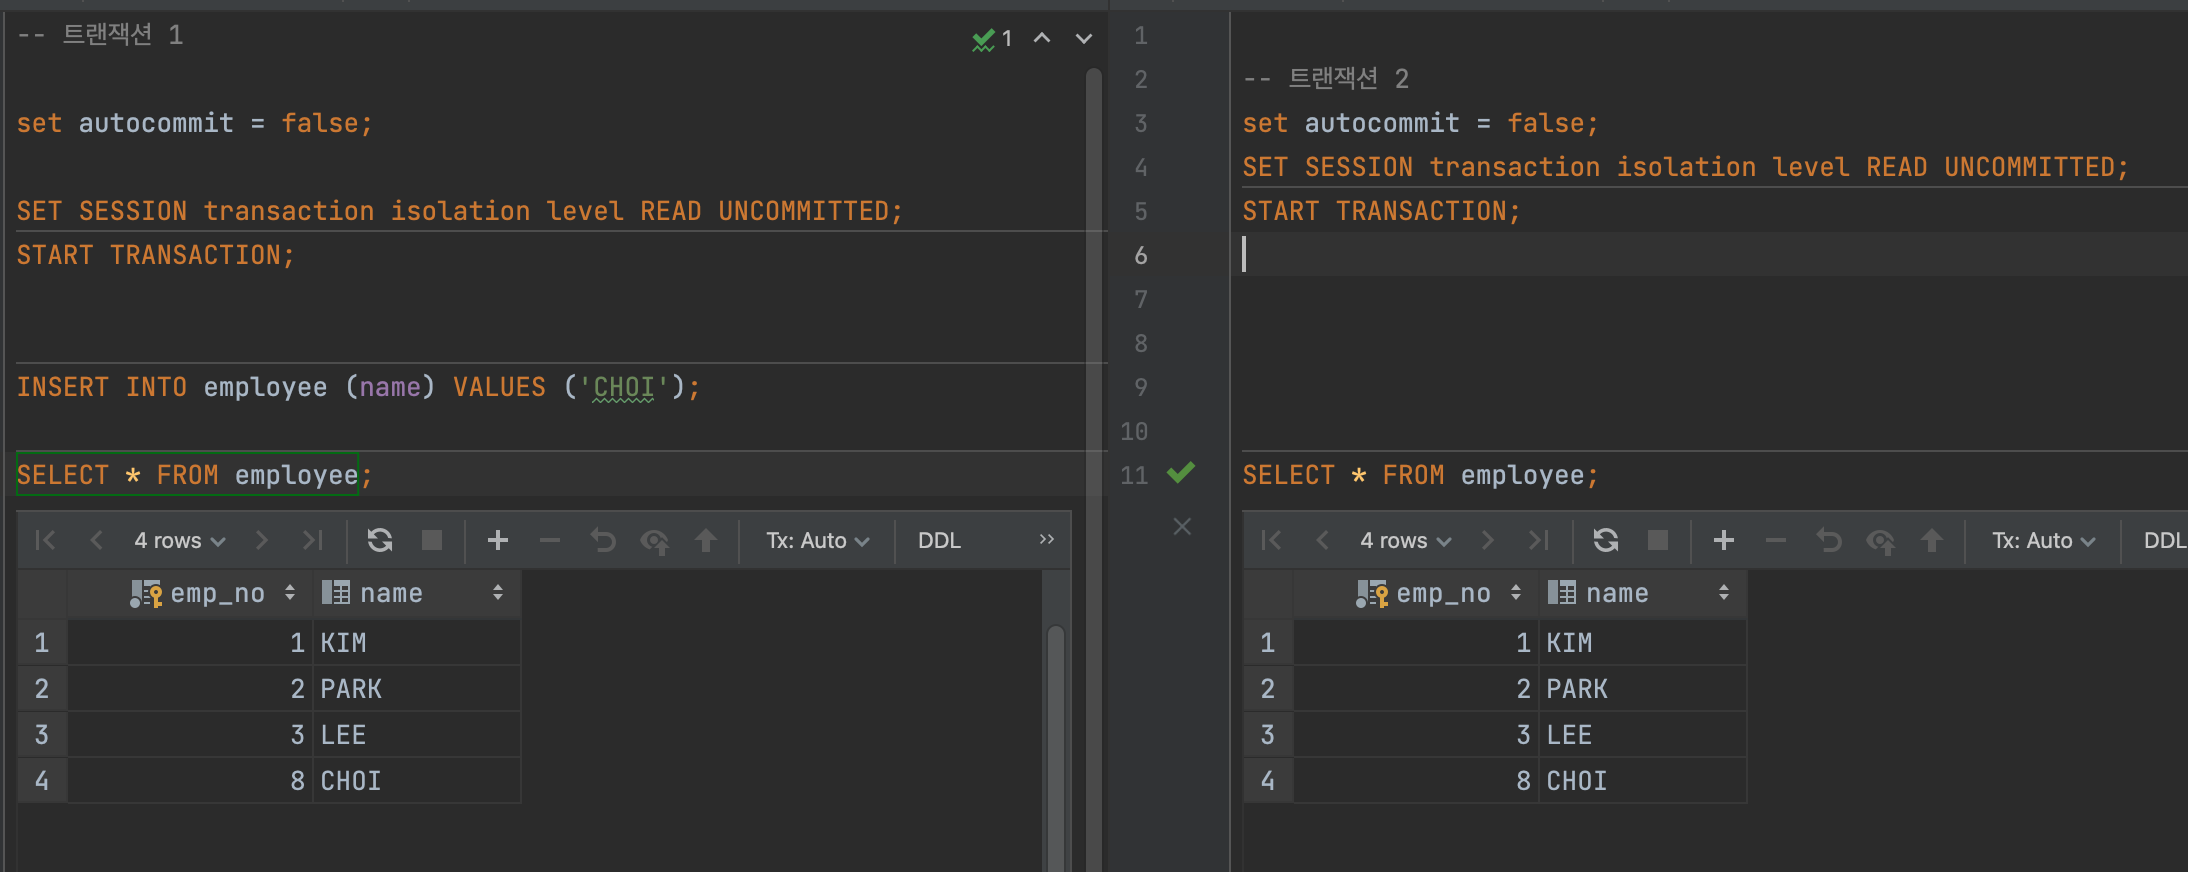 -- 트랜잭션 1
1
set autocommit = false;
SET SESSION transaction isolation level READ UNCOMMITTED;
START TRANSACTION;
INSERT INTO employee (name) VALUES ('CHOI');
SELECT * FROM employee;
4 rows
Tx: Auto
DDL
emp_no name
1 1 KIM
2 2 PARK
3 3 LEE
4 8 CHOI
1
2 -- 트랜잭션 2
3 set autocommit = false;
4 SET SESSION transaction isolation level READ UNCOMMITTED;
5 START TRANSACTION;
6
7
8
9
10
11 SELECT * FROM employee;
4 rows
Tx: Auto
DDL
emp_no name
1 1 KIM
2 2 PARK
3 3 LEE
4 8 CHOI